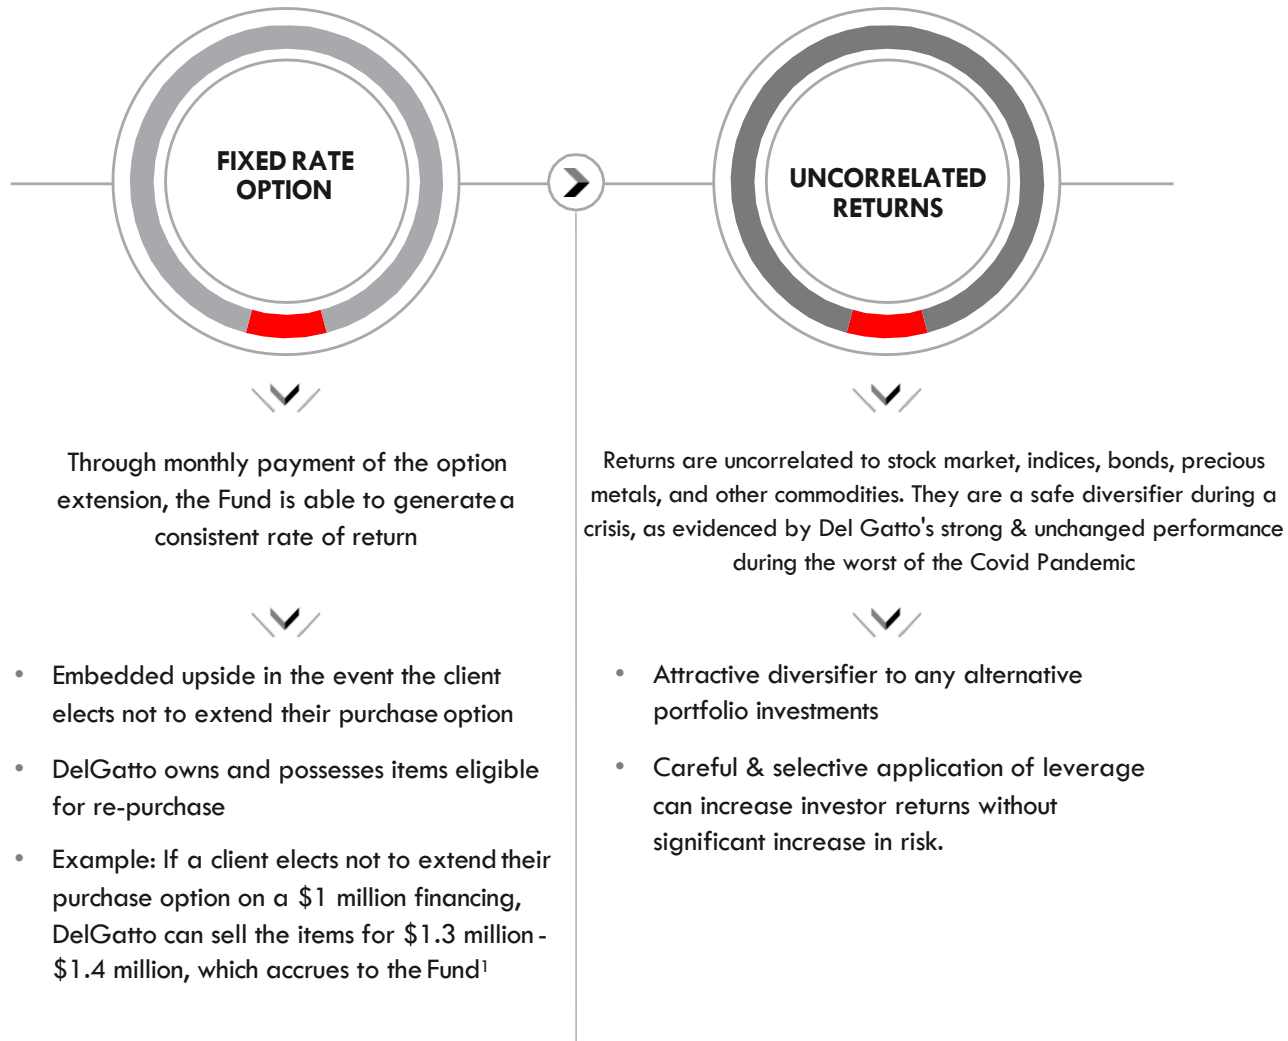 FIXED RATE
OPTION
Through monthly payment of the option
extension, the Fund is able to generate a
consistent rate of return
• Embedded upside in the event the client
elects not to extend their purchase option
• DelGatto owns and possesses items eligible
for re-purchase
• Example: If a client elects not to extend their
purchase option on a $1 million financing,
DelGatto can sell the items for $1.3 million -
$1.4 million, which accrues to the Fund¹
UNCORRELATED
RETURNS
Returns are uncorrelated to stock market, indices, bonds, precious
metals, and other commodities. They are a safe diversifier during a
crisis, as evidenced by Del Gatto's strong & unchanged performance
during the worst of the Covid Pandemic
• Attractive diversifier to any alternative
portfolio investments
• Careful & selective application of leverage
can increase investor returns without
significant increase in risk.